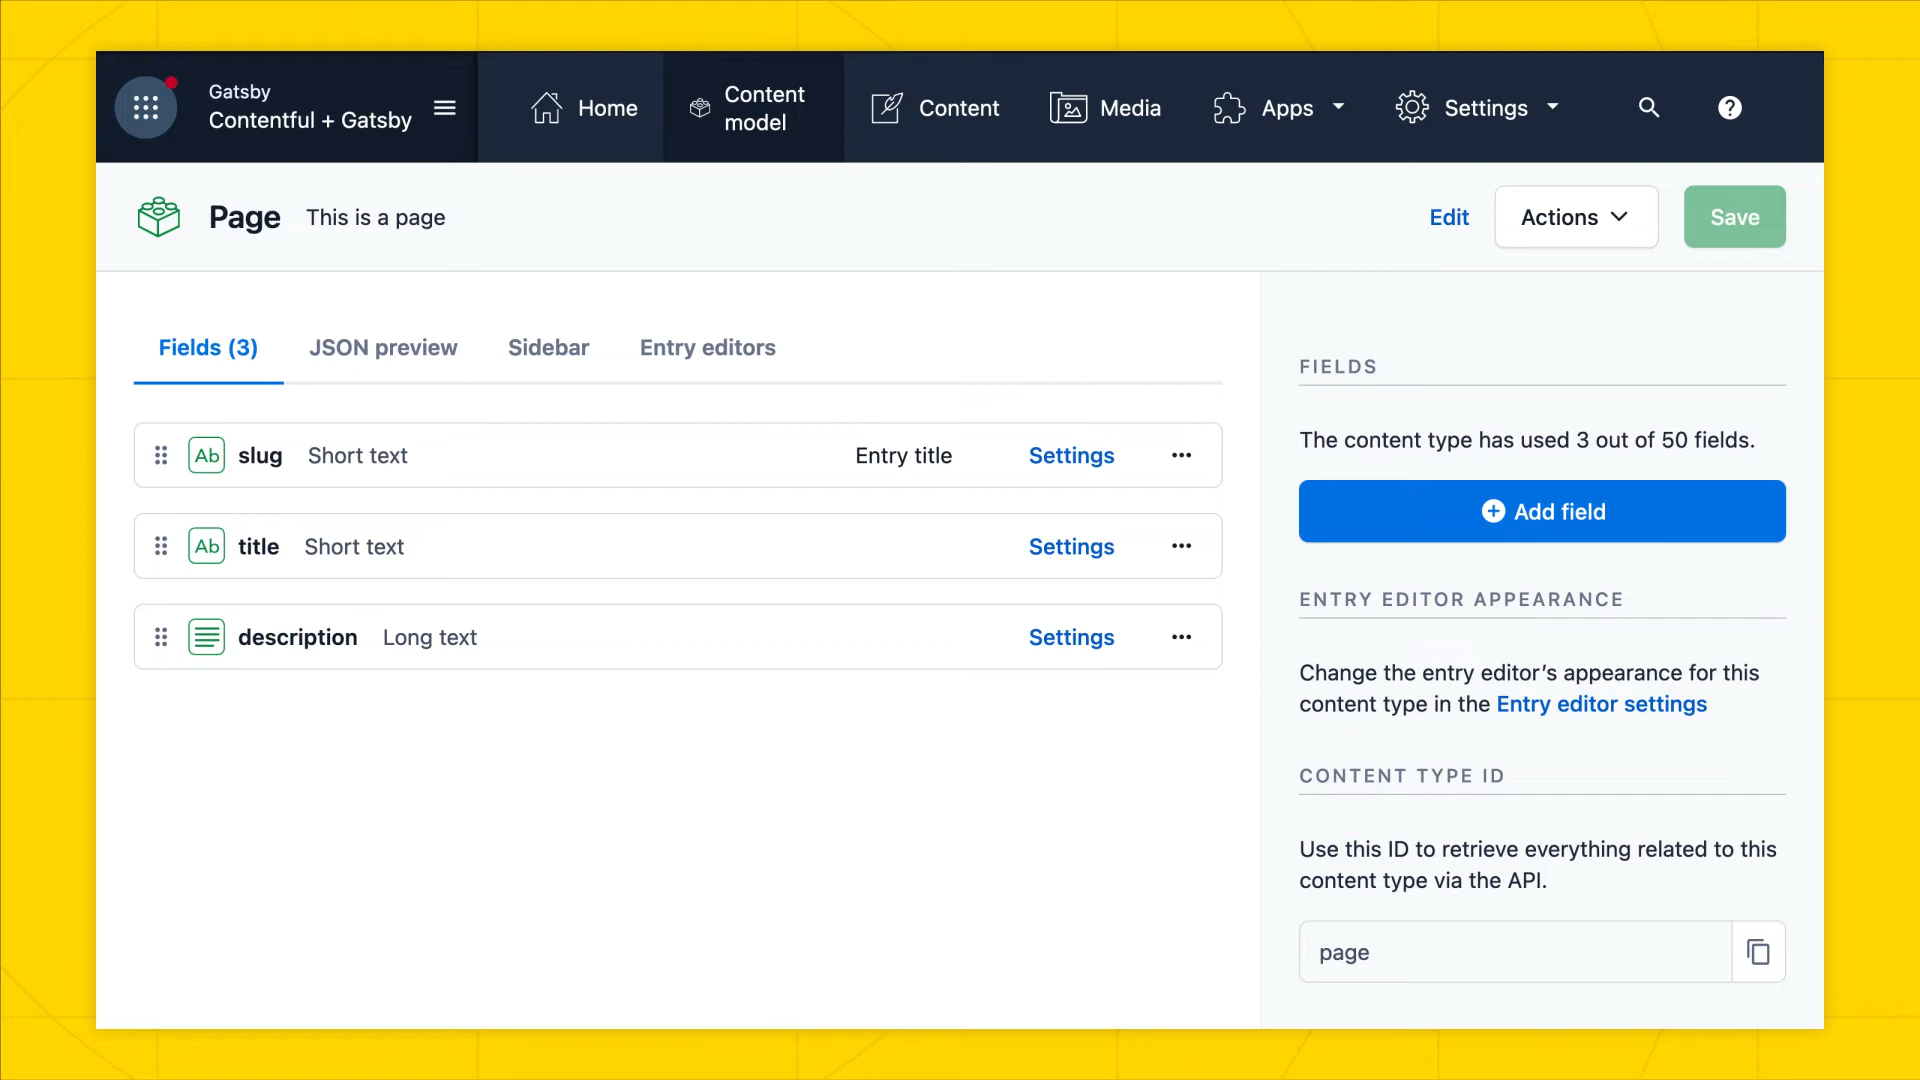 Gatsby
Contentful + Gatsby
Home
Content
model
Content
Media
Apps
Settings
Page
This is a page
Edit
Actions
Save
Fields (3)
JSON preview
Sidebar
Entry editors
Ab slug Short text Entry title Settings
Ab title Short text Settings
description Long text Settings
FIELDS
The content type has used 3 out of 50 fields.
Add field
ENTRY EDITOR APPEARANCE
Change the entry editor’s appearance for this
content type in the Entry editor settings
CONTENT TYPE ID
Use this ID to retrieve everything related to this
content type via the API.
page